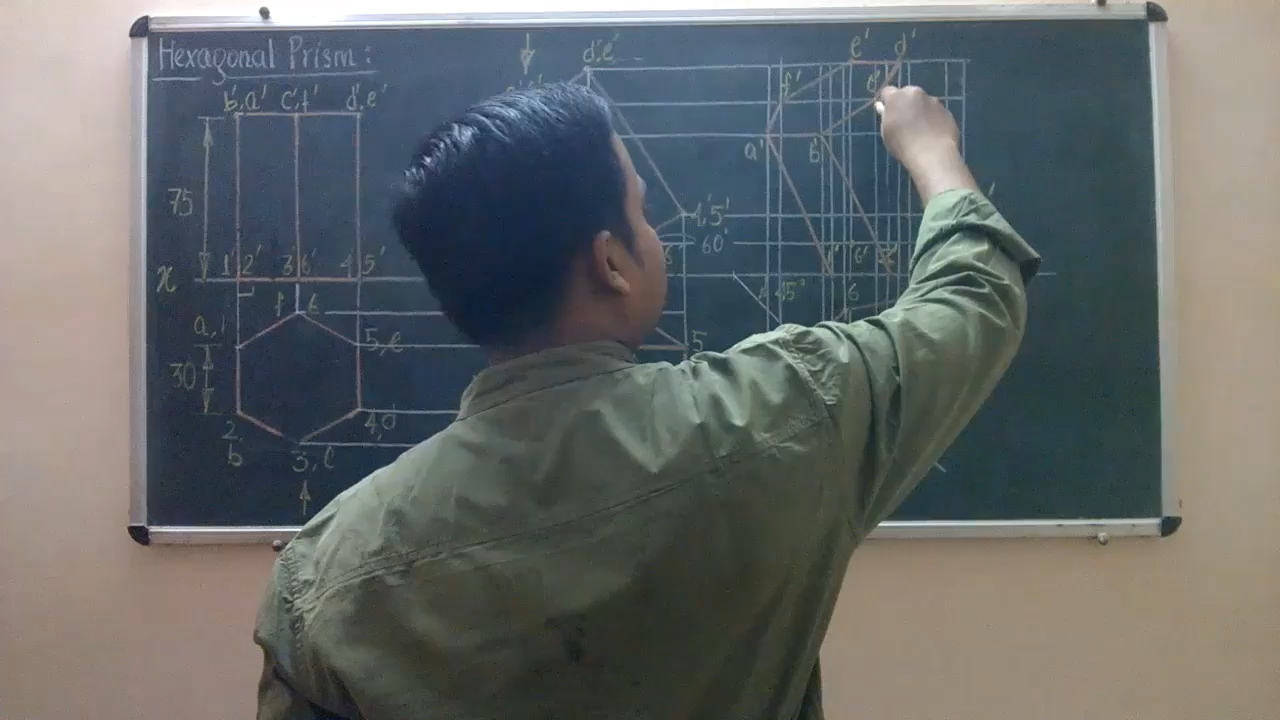 Hexagonal Prism:
b',a' c',f' d',e'
75
x 1' 2' 3' 6' 4 5'
f 6
a,1
5,e
30
2
b
4,d
3,c
d',e'
4',5'
60°
5
e' d'
f' c'
a' b'
1' 6'
45°
6